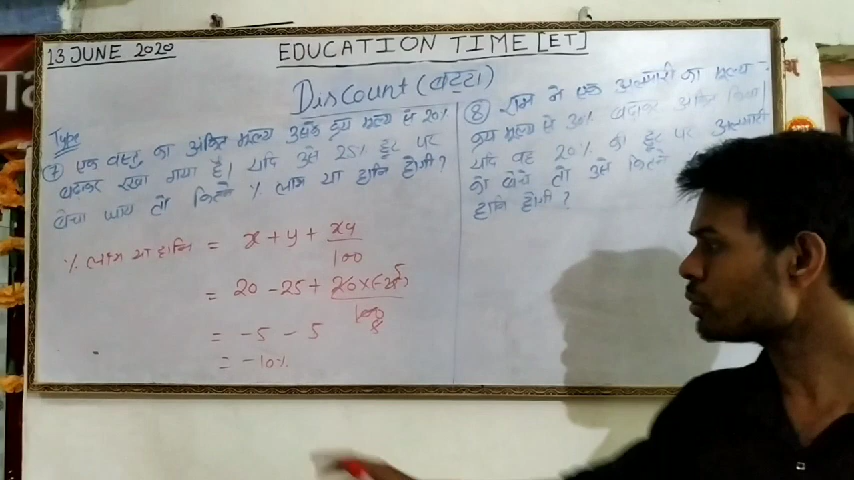 13 JUNE 2020
EDUCATION TIME [ET]
Discount (बट्टा)
Type
⑦ एक वस्तु का अंकित मूल्य उसके क्रय मूल्य से 20%
बढ़ाकर रखा गया है। यदि उसे 25% छूट पर
बेचा जाय तो कितने % लाभ या हानि होगी?
% लाभ या हानि = x + y + xy/100
= 20 - 25 + 20×(-25)/100
= -5 - 5
= -10%
⑧ राम ने एक अलमारी का मूल्य
क्रय मूल्य से 30% बढ़ाकर अंकित किया।
यदि वह 20% की छूट पर अलमारी
को बेचे तो उसे कितने
हानि होगी?